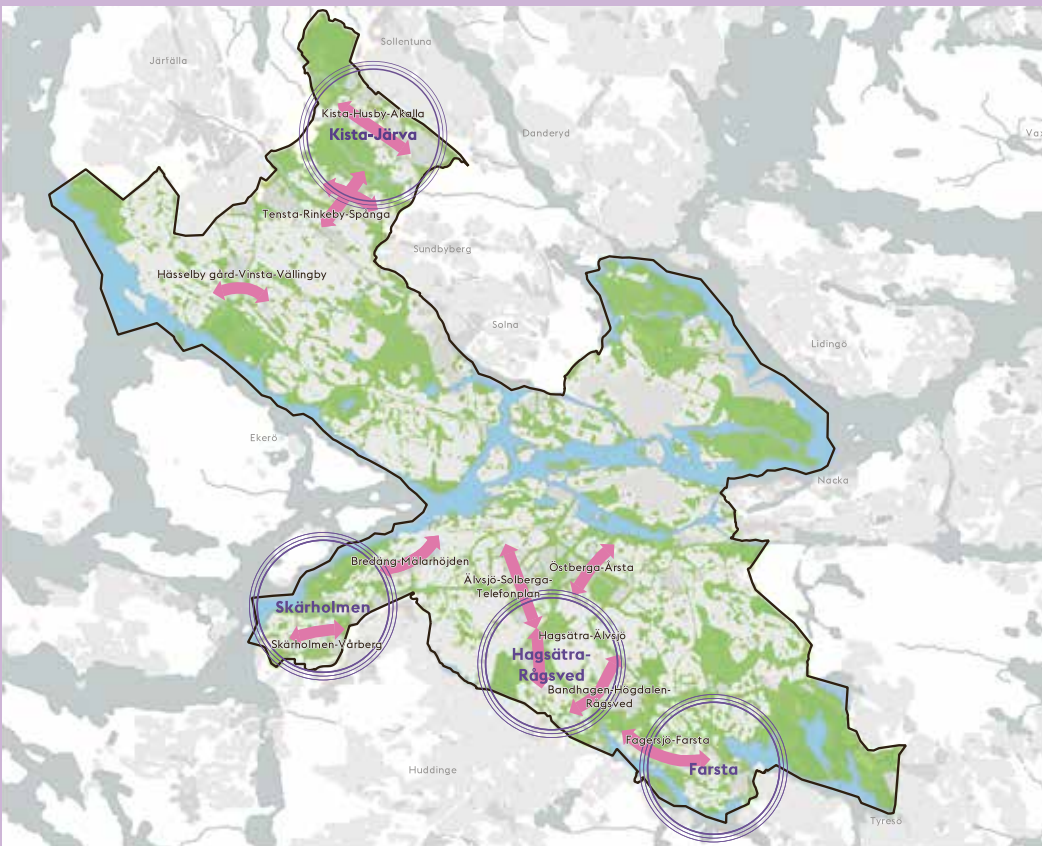 Sollentuna
Järfälla
Kista-Husby-Akalla
Kista-Järva
Danderyd
Vax
Tensta-Rinkeby-Spånga
Sundbyberg
Hässelby gård-Vinsta-Vällingby
Solna
Lidingö
Ekerö
Nacka
Bredäng-Mälarhöjden
Östberga-Årsta
Älvsjö-Solberga-
Telefonplan
Skärholmen
Skärholmen-Vårberg
Hagsätra-Älvsjö
Hagsätra-
Rågsved
Bandhagen-Högdalen-
Rågsved
Fagersjö-Farsta
Farsta
Huddinge
Tyresö